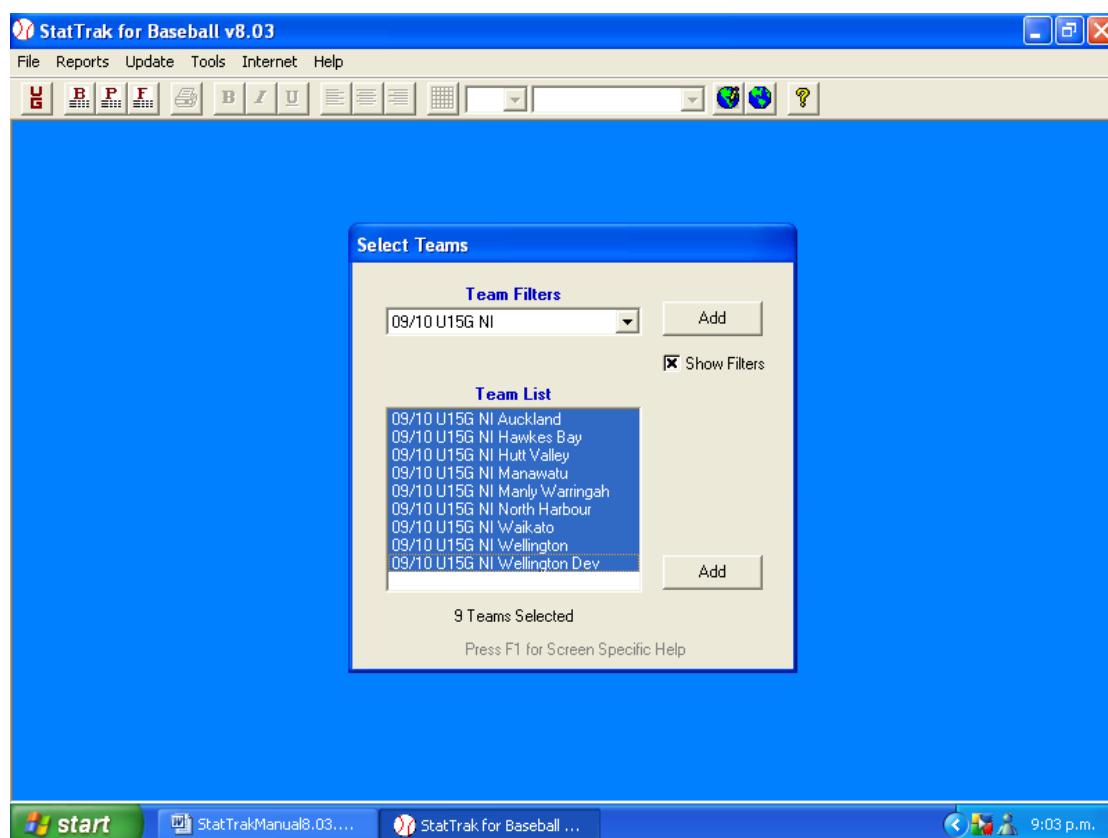 StatTrak for Baseball v8.03
File Reports Update Tools Internet Help
U G B P F B I U ?
Select Teams
Team Filters
09/10 U15G NI Add
Show Filters
Team List
09/10 U15G NI Auckland
09/10 U15G NI Hawkes Bay
09/10 U15G NI Hutt Valley
09/10 U15G NI Manawatu
09/10 U15G NI Manly Warringah
09/10 U15G NI North Harbour
09/10 U15G NI Waikato
09/10 U15G NI Wellington
09/10 U15G NI Wellington Dev
Add
9 Teams Selected
Press F1 for Screen Specific Help
start StatTrakManual8.03.... StatTrak for Baseball ... 9:03 p.m.